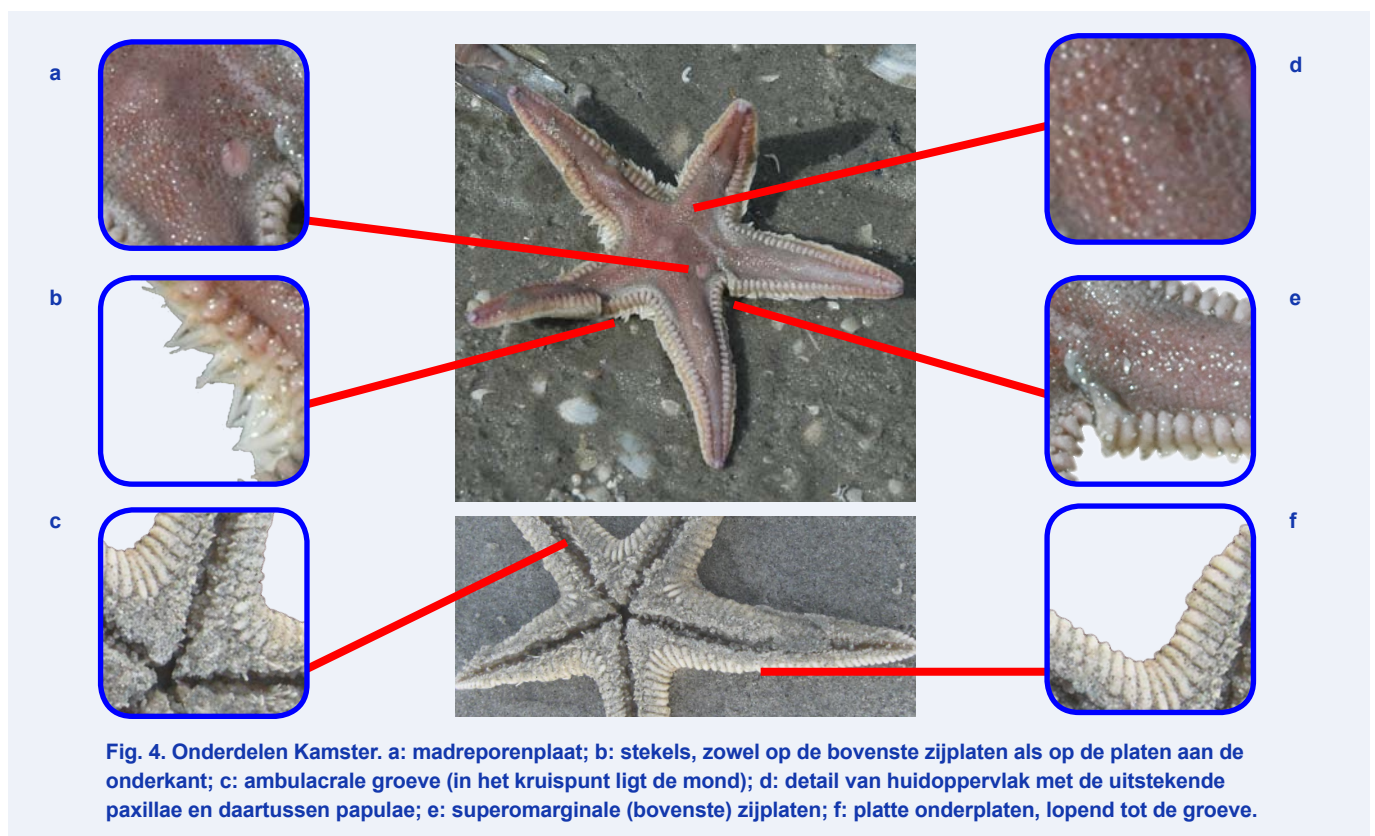 a
d
b
e
c
f
Fig. 4. Onderdelen Kamster. a: madreporenplaat; b: stekels, zowel op de bovenste zijplaten als op de platen aan de
onderkant; c: ambulacrale groeve (in het kruispunt ligt de mond); d: detail van huidoppervlak met de uitstekende
paxillae en daartussen papulae; e: superomarginale (bovenste) zijplaten; f: platte onderplaten, lopend tot de groeve.